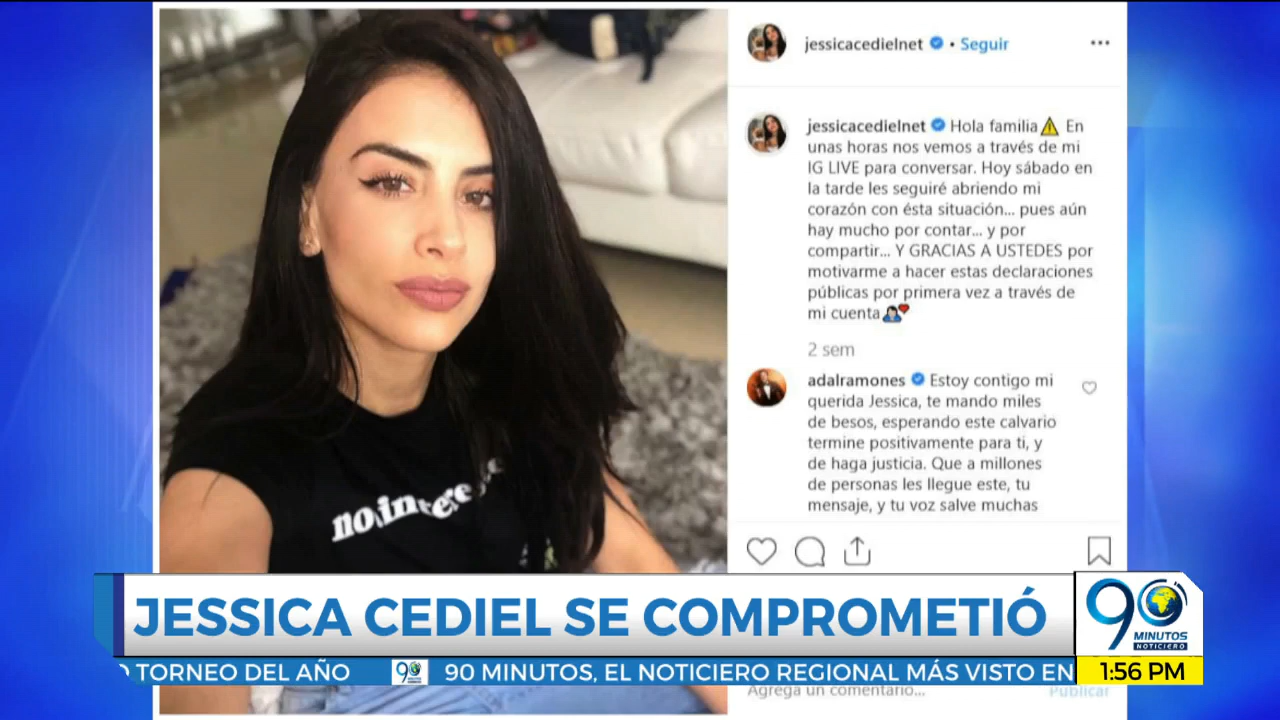 jessicacedielnet • Seguir
jessicacedielnet Hola familia⚠️ En
unas horas nos vemos a través de mi
IG LIVE para conversar. Hoy sábado en
la tarde les seguiré abriendo mi
corazón con ésta situación... pues aún
hay mucho por contar... y por
compartir... Y GRACIAS A USTEDES por
motivarme a hacer estas declaraciones
públicas por primera vez a través de
mi cuenta
2 sem
adalramones Estoy contigo mi
querida Jessica, te mando miles
de besos, esperando este calvario
termine positivamente para ti, y
de haga justicia. Que a millones
de personas les llegue este, tu
mensaje, y tu voz salve muchas
JESSICA CEDIEL SE COMPROMETIÓ
90
MINUTOS
NOTICIERO
O TORNEO DEL AÑO 90 90 MINUTOS, EL NOTICIERO REGIONAL MÁS VISTO EN
1:56 PM
Agrega un comentario... Publicar